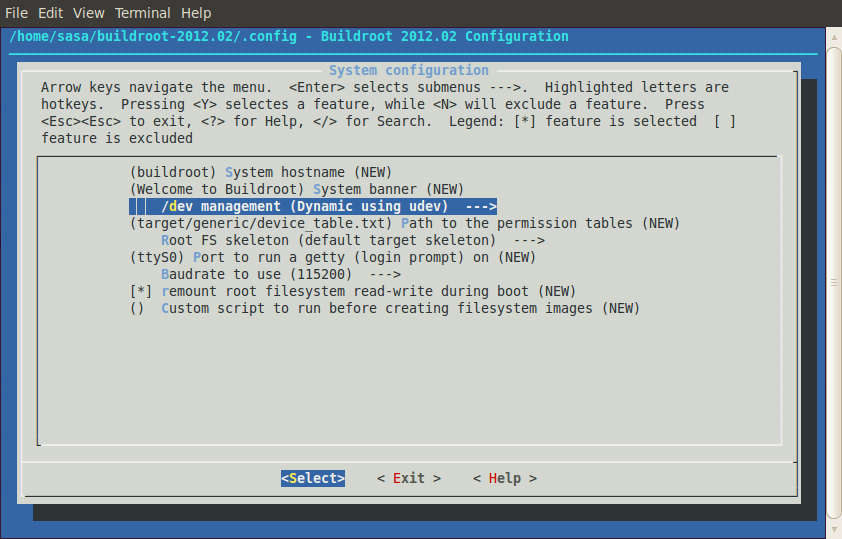 File Edit View Terminal Help
/home/sasa/buildroot-2012.02/.config - Buildroot 2012.02 Configuration
System configuration
Arrow keys navigate the menu. <Enter> selects submenus --->. Highlighted letters are
hotkeys. Pressing <Y> selectes a feature, while <N> will exclude a feature. Press
<Esc><Esc> to exit, <?> for Help, </> for Search. Legend: [*] feature is selected [ ]
feature is excluded
(buildroot) System hostname (NEW)
(Welcome to Buildroot) System banner (NEW)
/dev management (Dynamic using udev) --->
(target/generic/device_table.txt) Path to the permission tables (NEW)
Root FS skeleton (default target skeleton) --->
(ttyS0) Port to run a getty (login prompt) on (NEW)
Baudrate to use (115200) --->
[*] remount root filesystem read-write during boot (NEW)
() Custom script to run before creating filesystem images (NEW)
<Select> < Exit > < Help >